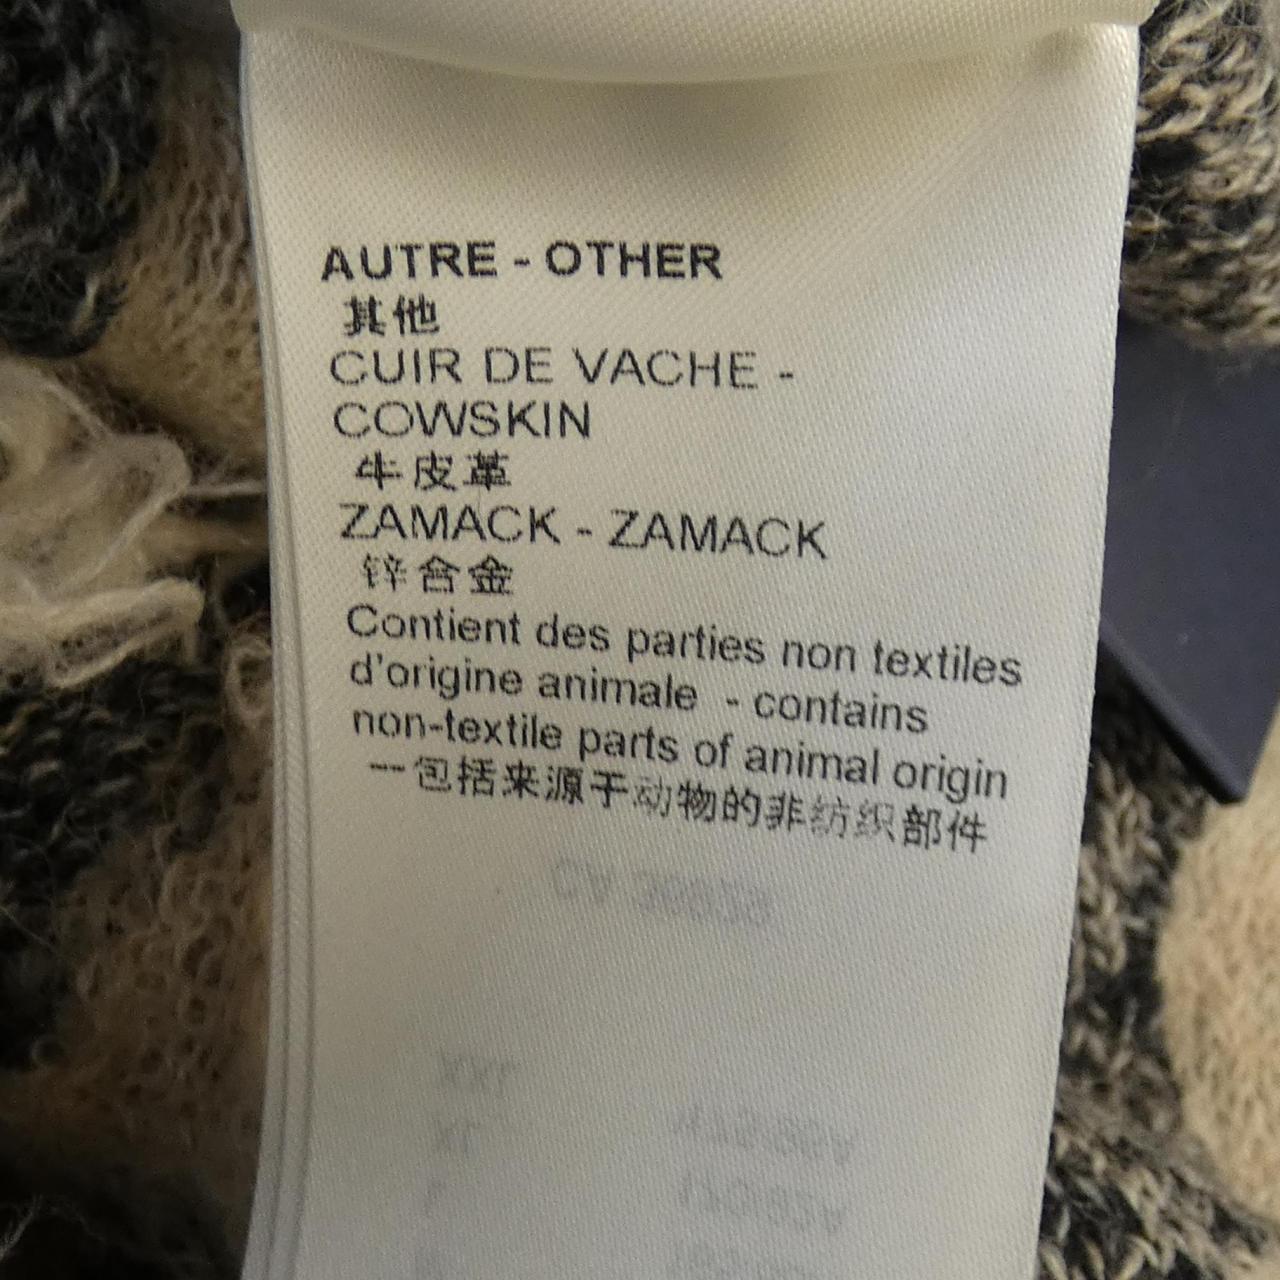 AUTRE - OTHER
其他
CUIR DE VACHE -
COWSKIN
牛皮革
ZAMACK - ZAMACK
锌合金
Contient des parties non textiles
d'origine animale - contains
non-textile parts of animal origin
一包括来源于动物的非纺织部件